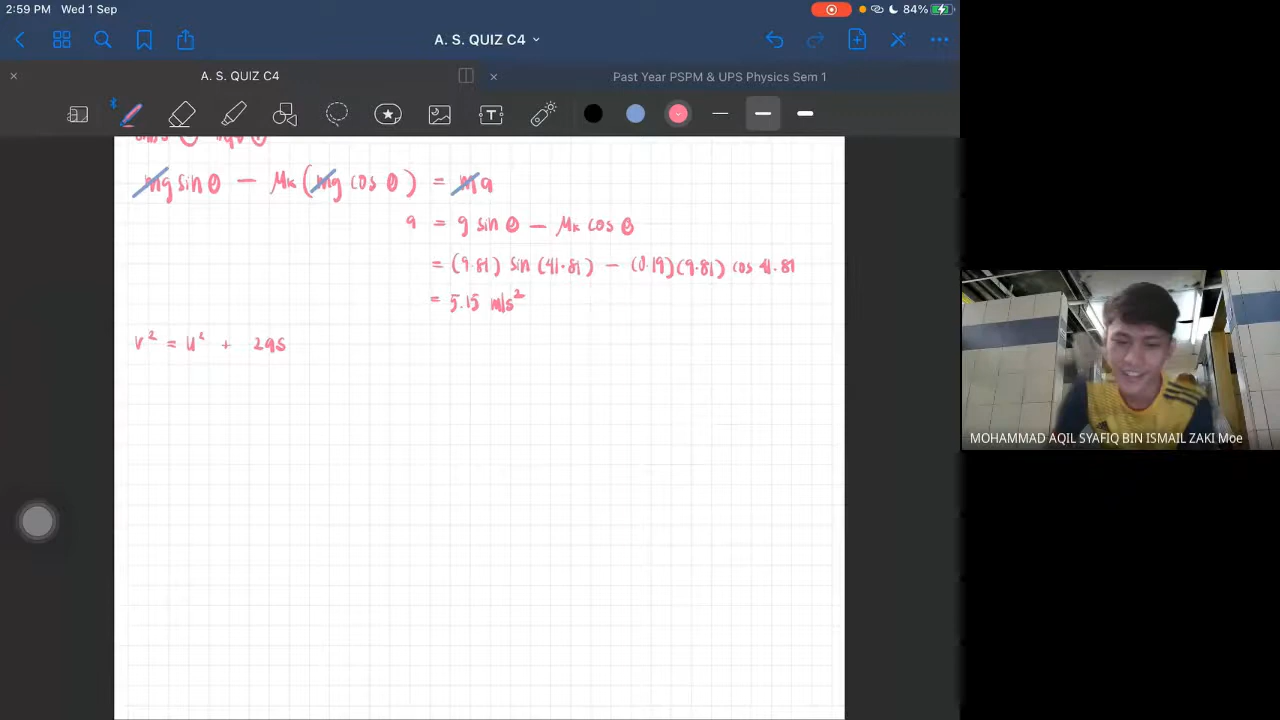 2:59 PM Wed 1 Sep
84%
A. S. QUIZ C4
A. S. QUIZ C4
Past Year PSPM & UPS Physics Sem 1
mg sin θ − μk (mg cos θ) = ma
a = g sin θ − μk cos θ
= (9.81) sin (41.81) − (0.19)(9.81) cos 41.81
= 5.15 m/s²
v² = u² + 2as
MOHAMMAD AQIL SYAFIQ BIN ISMAIL ZAKI Moe